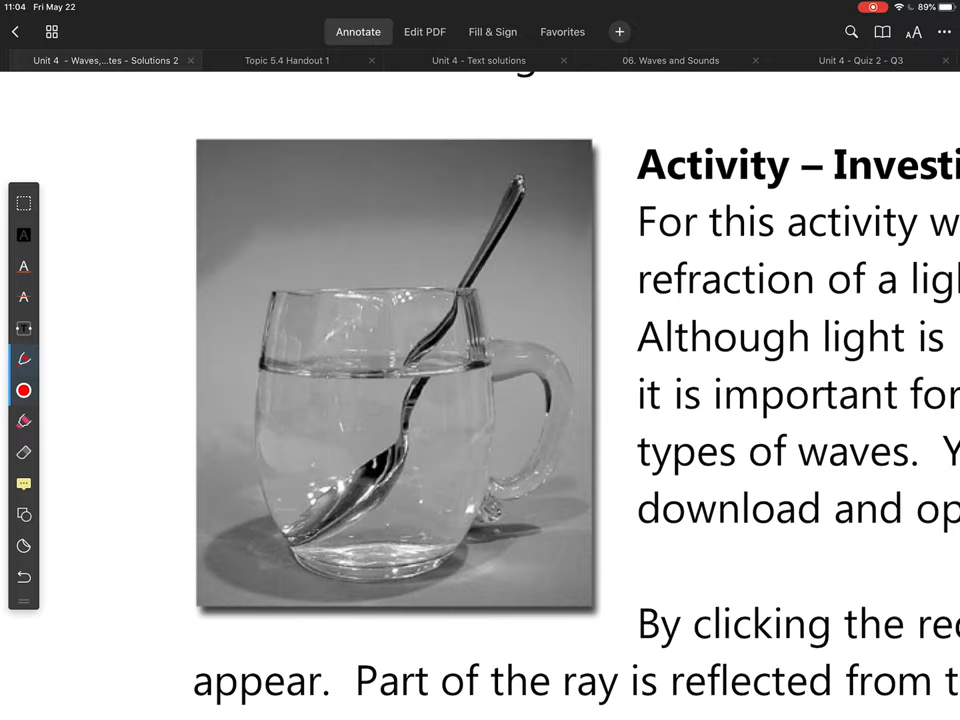 11:04 Fri May 22
89%
Annotate Edit PDF Fill & Sign Favorites
AA
Unit 4 - Waves,...tes - Solutions 2
Topic 5.4 Handout 1
Unit 4 - Text solutions
06. Waves and Sounds
Unit 4 - Quiz 2 - Q3
A
A
A
T
Activity – Investi
For this activity w
refraction of a lig
Although light is
it is important for
types of waves. Y
download and op
By clicking the re
appear. Part of the ray is reflected from t